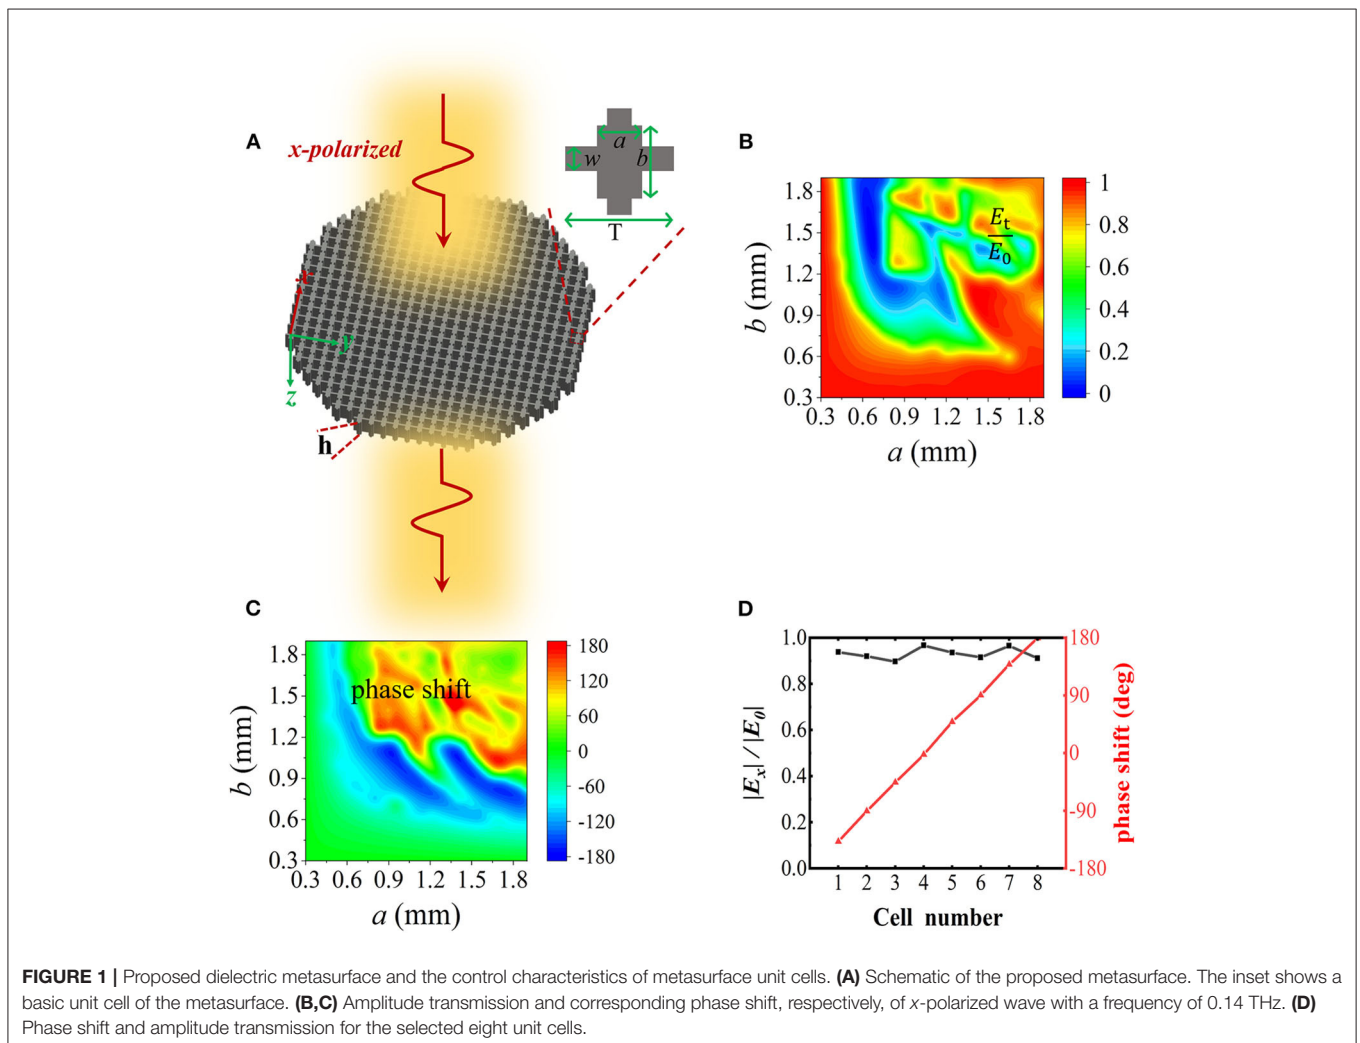 A
x-polarized
a
w
b
T
x
y
z
h
B
1.8
1.5
1.2
0.9
0.6
0.3
b (mm)
0.3 0.6 0.9 1.2 1.5 1.8
a (mm)
E_t
E_0
1
0.8
0.6
0.4
0.2
0
C
1.8
1.5
1.2
0.9
0.6
0.3
b (mm)
phase shift
0.3 0.6 0.9 1.2 1.5 1.8
a (mm)
180
120
60
0
-60
-120
-180
D
1.0
0.8
0.6
0.4
0.2
0.0
|E_x| / |E_0|
1 2 3 4 5 6 7 8
Cell number
180
90
0
-90
-180
phase shift (deg)
FIGURE 1 | Proposed dielectric metasurface and the control characteristics of metasurface unit cells. (A) Schematic of the proposed metasurface. The inset shows a
basic unit cell of the metasurface. (B,C) Amplitude transmission and corresponding phase shift, respectively, of x-polarized wave with a frequency of 0.14 THz. (D)
Phase shift and amplitude transmission for the selected eight unit cells.